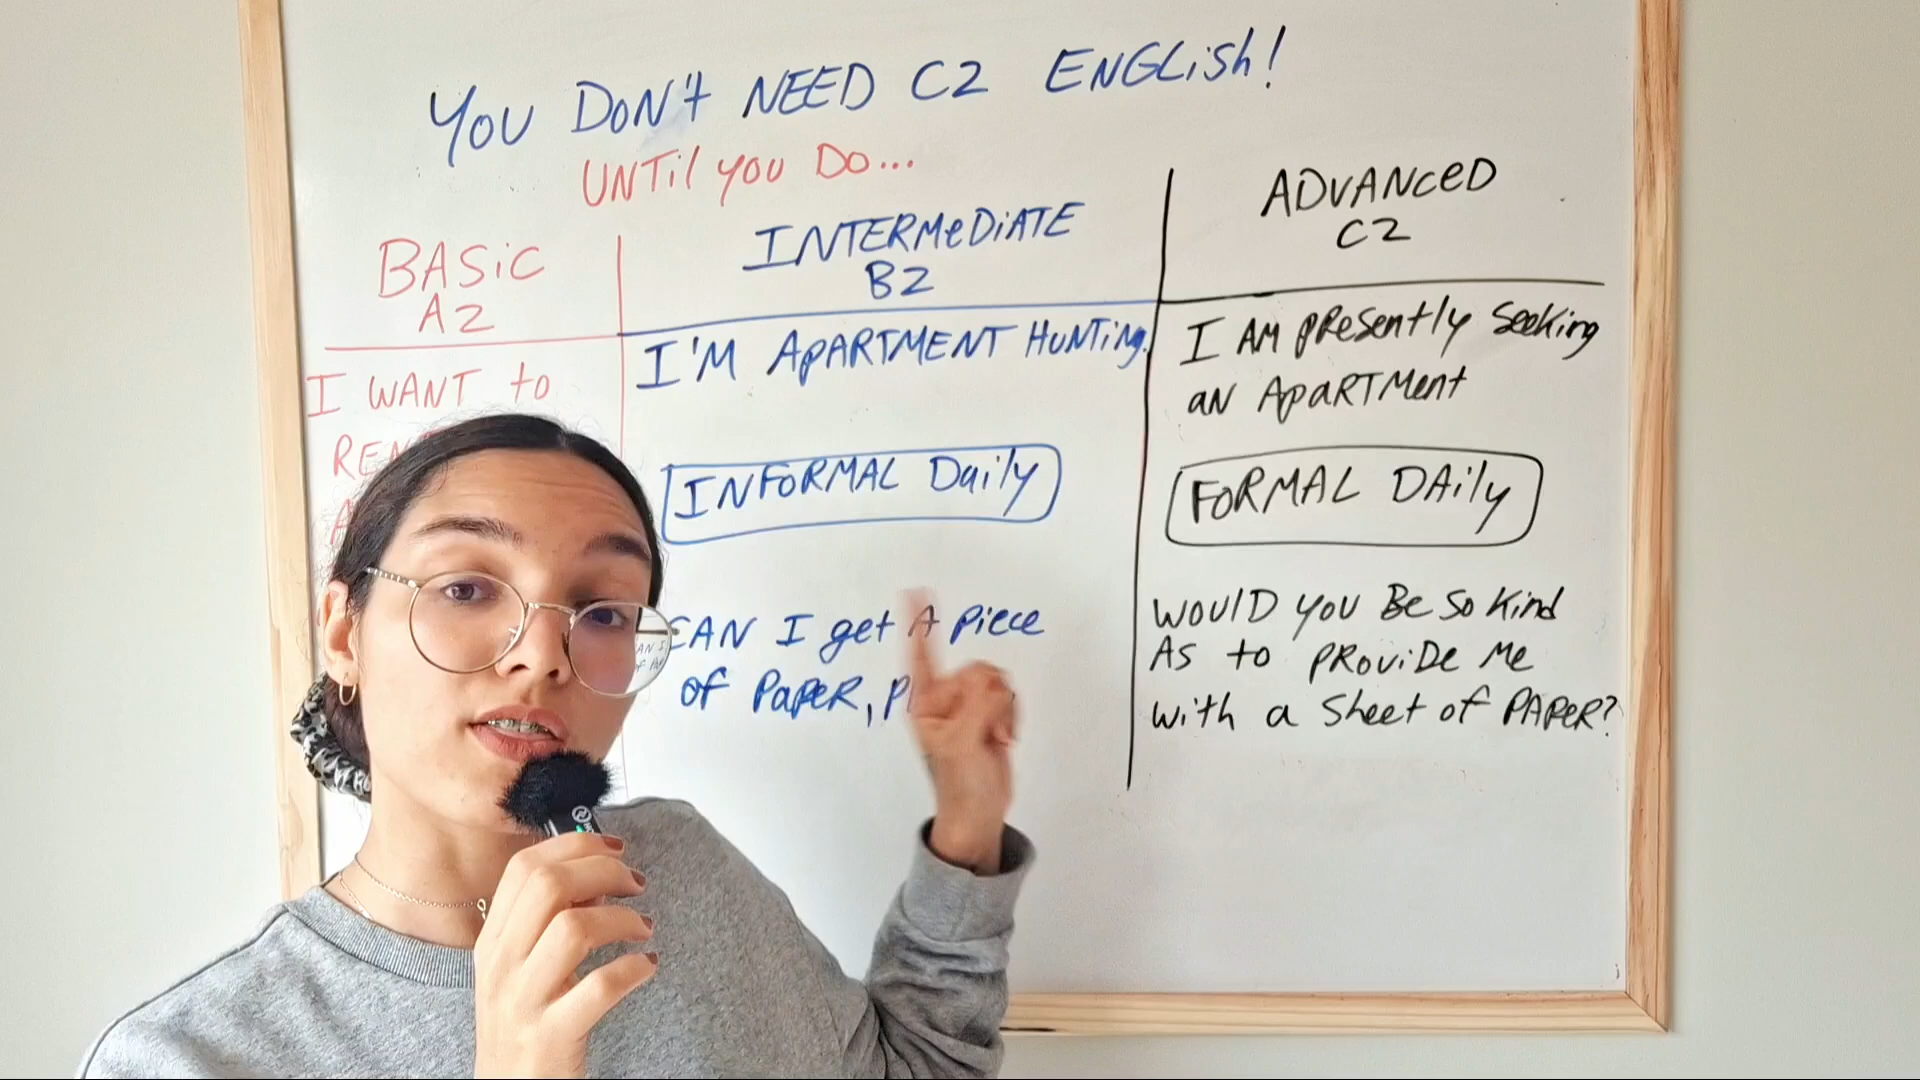 YOU DON'T NEED C2 ENGLiSh!
UNTil you Do...
BASiC
A2
I WANT to
INTERMeDiATE
B2
I'M APARTMENT HUNTiNg.
INFORMAL Daily
CAN I get A Piece
of PaPER,
ADVANceD
C2
I AM presently Seeking
aN ApaRTMent
FORMAL DAily
WOUlD you Be So Kind
As to PROviDe Me
With a Sheet of PAPeR?